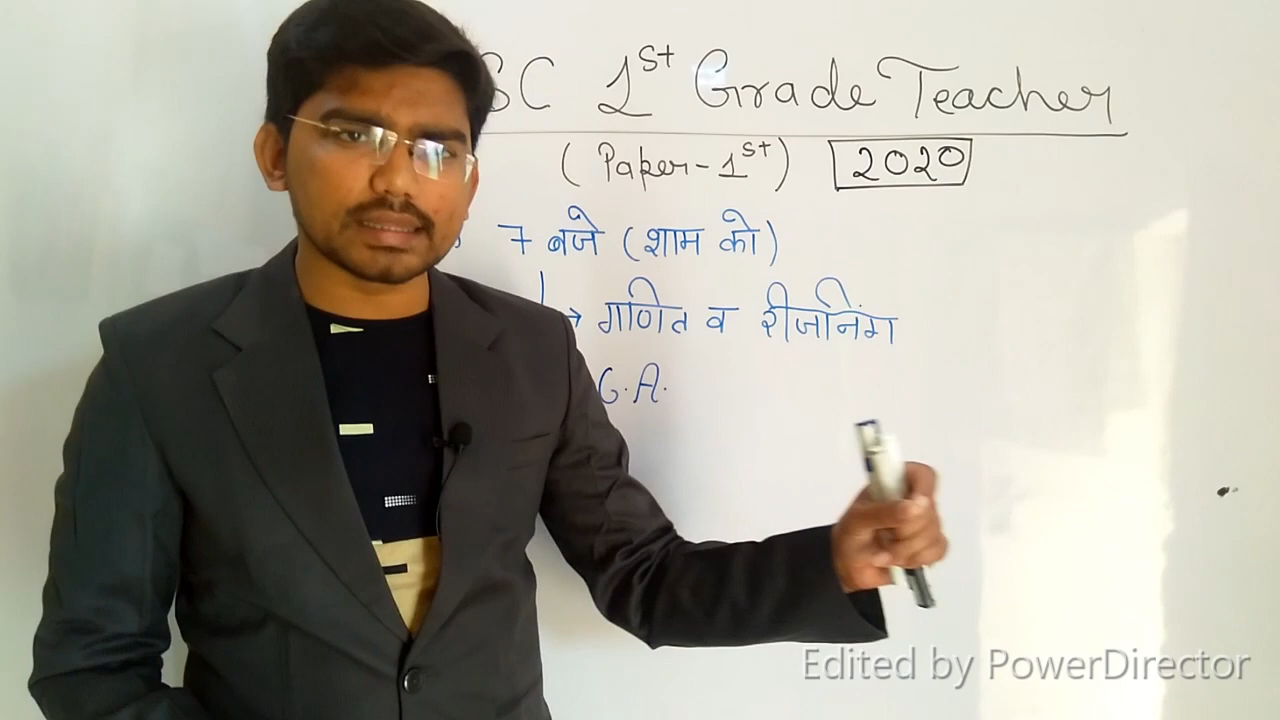 SC 1st Grade Teacher
(Paper-1st) 2020
7 बजे (शाम को)
→ गणित व रीजनिंग
G.A.
Edited by PowerDirector